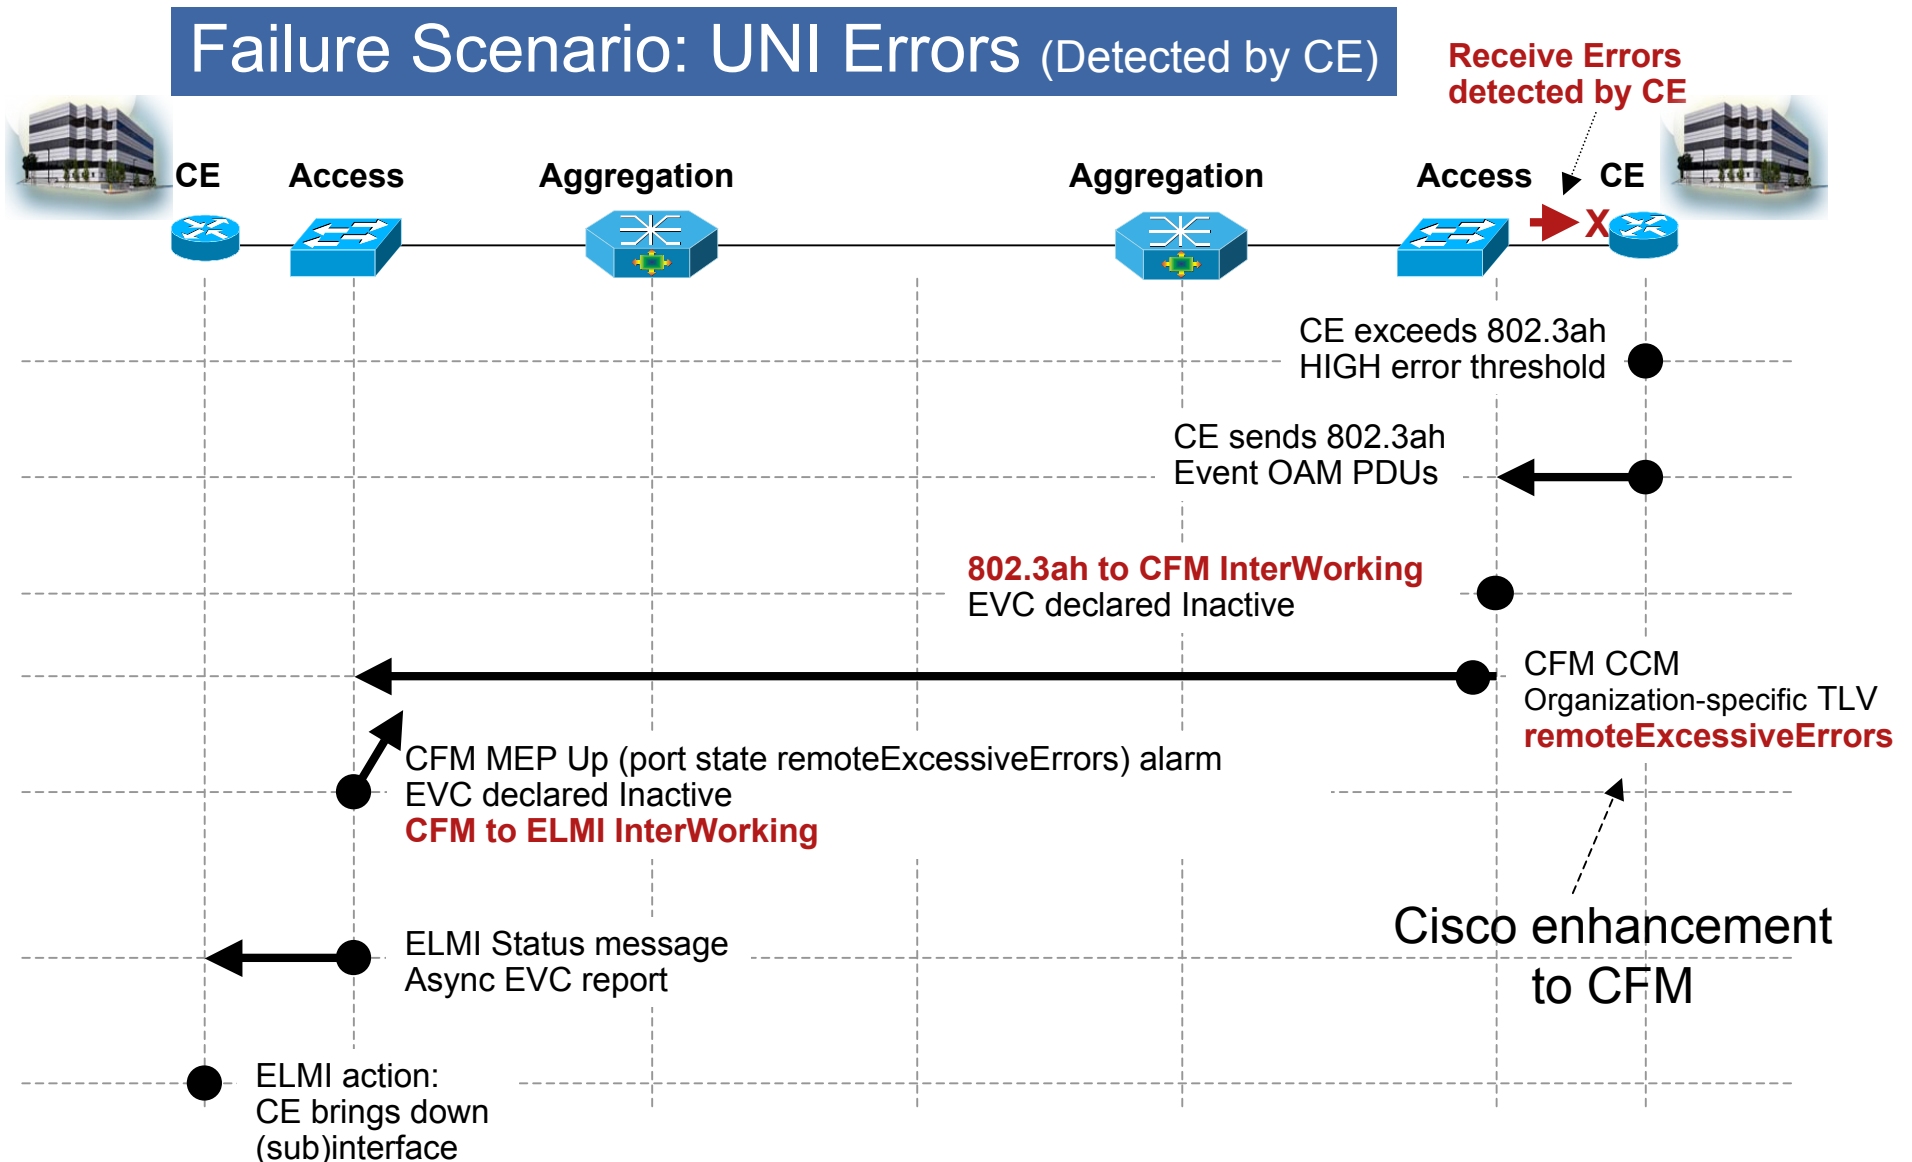 Failure Scenario: UNI Errors (Detected by CE)
Receive Errors
detected by CE
CE
Access
Aggregation
Aggregation
Access
CE
X
CE exceeds 802.3ah
HIGH error threshold
CE sends 802.3ah
Event OAM PDUs
802.3ah to CFM InterWorking
EVC declared Inactive
CFM CCM
Organization-specific TLV
remoteExcessiveErrors
CFM MEP Up (port state remoteExcessiveErrors) alarm
EVC declared Inactive
CFM to ELMI InterWorking
Cisco enhancement
to CFM
ELMI Status message
Async EVC report
ELMI action:
CE brings down
(sub)interface